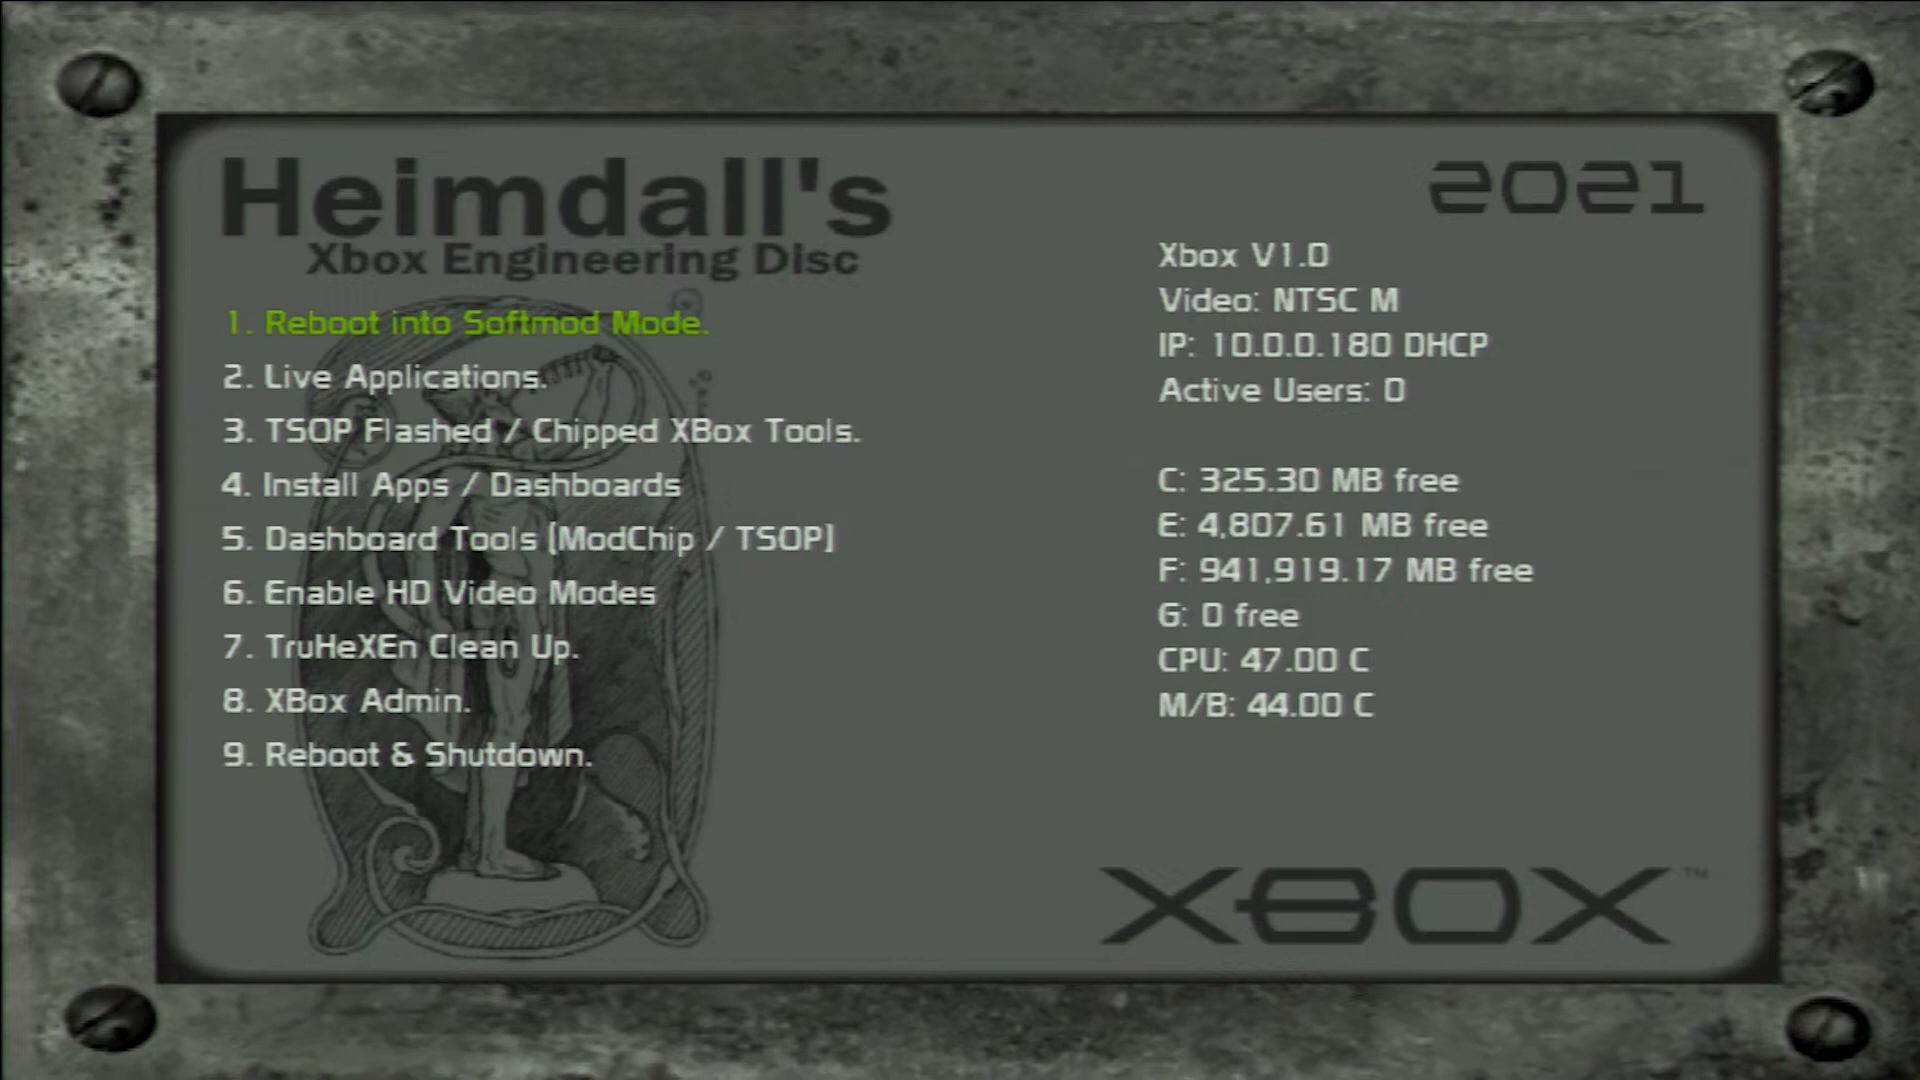 Heimdall's
Xbox Engineering Disc
1. Reboot into Softmod Mode.
2. Live Applications.
3. TSOP Flashed / Chipped XBox Tools.
4. Install Apps / Dashboards
5. Dashboard Tools [ModChip / TSOP]
6. Enable HD Video Modes
7. TruHeXEn Clean Up.
8. XBox Admin.
9. Reboot & Shutdown.
2021
Xbox V1.0
Video: NTSC M
IP: 10.0.0.180 DHCP
Active Users: 0
C: 325.30 MB free
E: 4,807.61 MB free
F: 941,919.17 MB free
G: 0 free
CPU: 47.00 C
M/B: 44.00 C
XBOX™